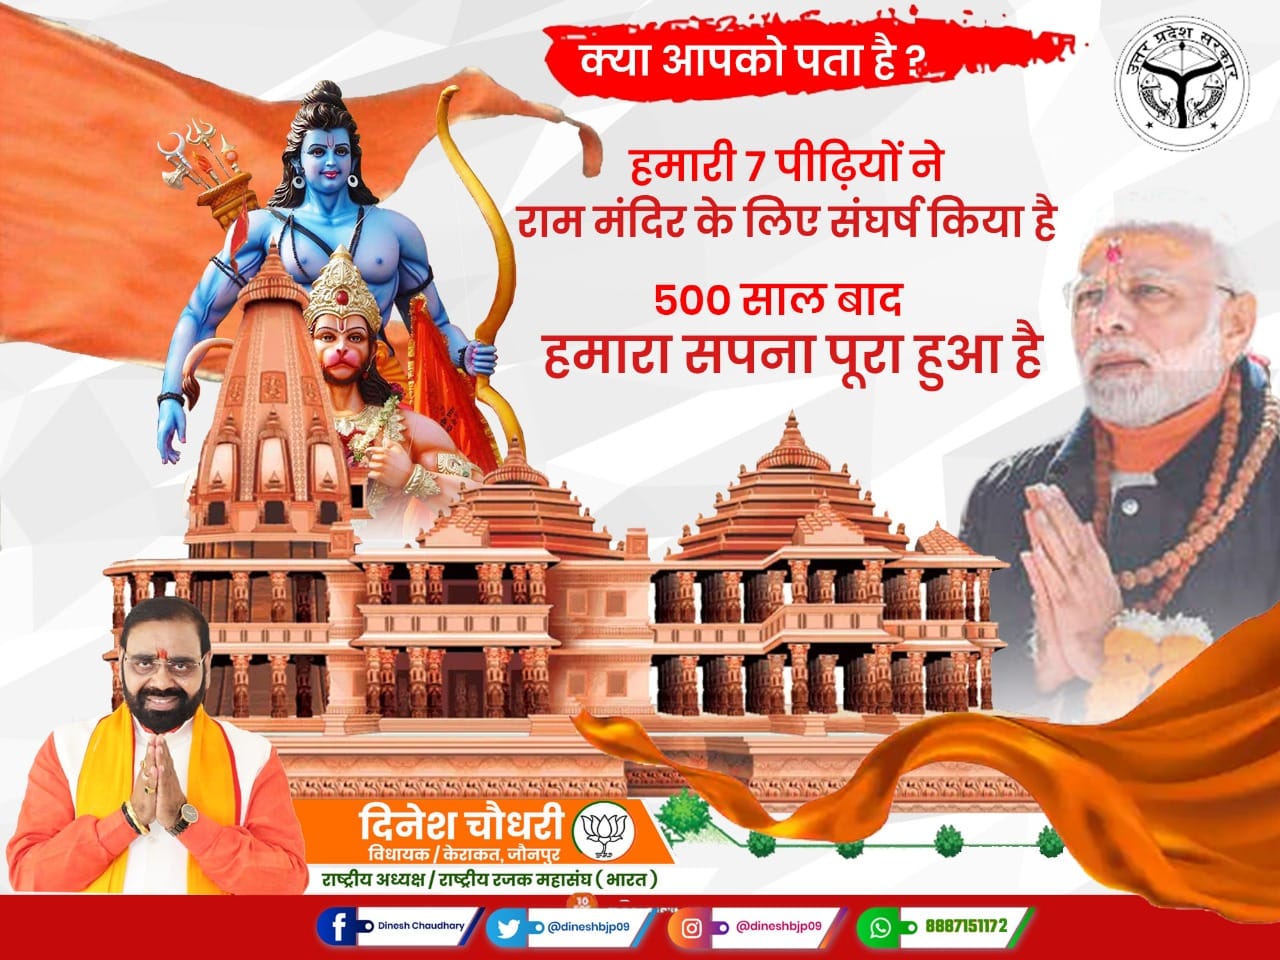 क्या आपको पता है ?
उत्तर प्रदेश सरकार
हमारी 7 पीढ़ियों ने
राम मंदिर के लिए संघर्ष किया है
500 साल बाद
हमारा सपना पूरा हुआ है
दिनेश चौधरी
विधायक / केराकत, जौनपुर
राष्ट्रीय अध्यक्ष / राष्ट्रीय रजक महासंघ ( भारत )
10
Dinesh Chaudhary
@dineshbjp09
@dineshbjp09
8887151172